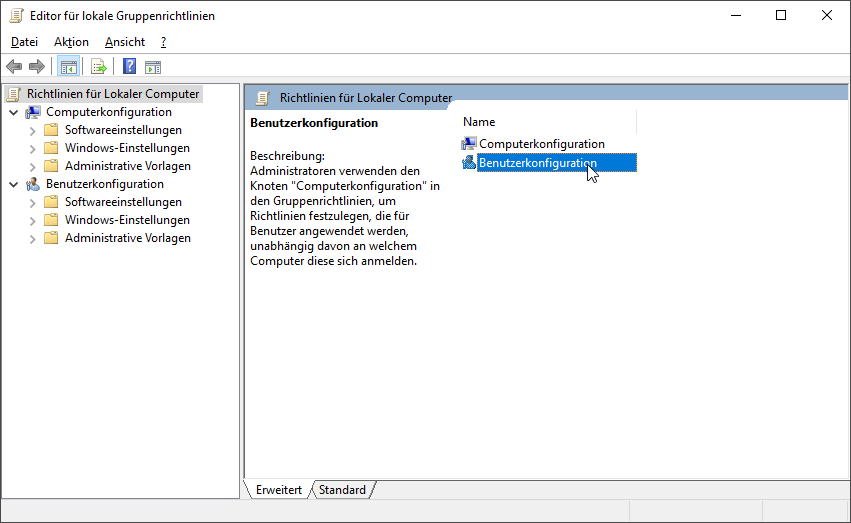 Editor für lokale Gruppenrichtlinien
Datei Aktion Ansicht ?
Richtlinien für Lokaler Computer
Computerkonfiguration
Softwareeinstellungen
Windows-Einstellungen
Administrative Vorlagen
Benutzerkonfiguration
Softwareeinstellungen
Windows-Einstellungen
Administrative Vorlagen
Richtlinien für Lokaler Computer
Benutzerkonfiguration
Beschreibung:
Administratoren verwenden den
Knoten "Computerkonfiguration" in
den Gruppenrichtlinien, um
Richtlinien festzulegen, die für
Benutzer angewendet werden,
unabhängig davon an welchem
Computer diese sich anmelden.
Name
Computerkonfiguration
Benutzerkonfiguration
Erweitert Standard